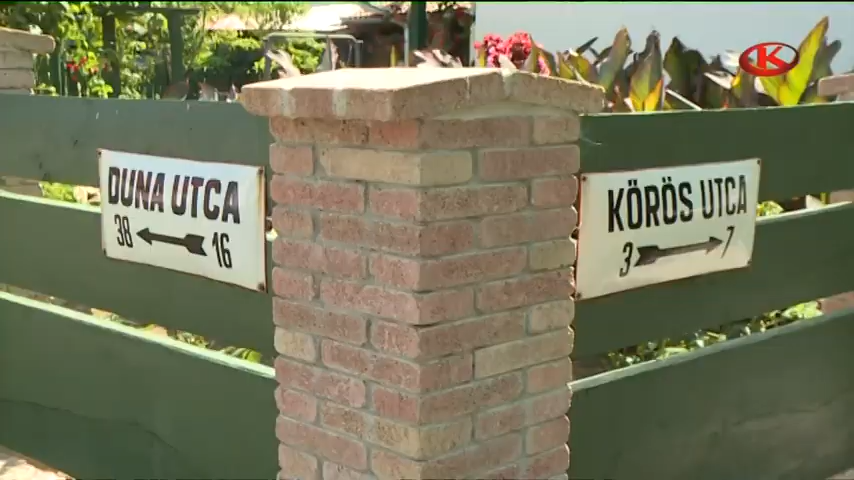 DUNA UTCA
38 16
KÖRÖS UTCA
3 7
K